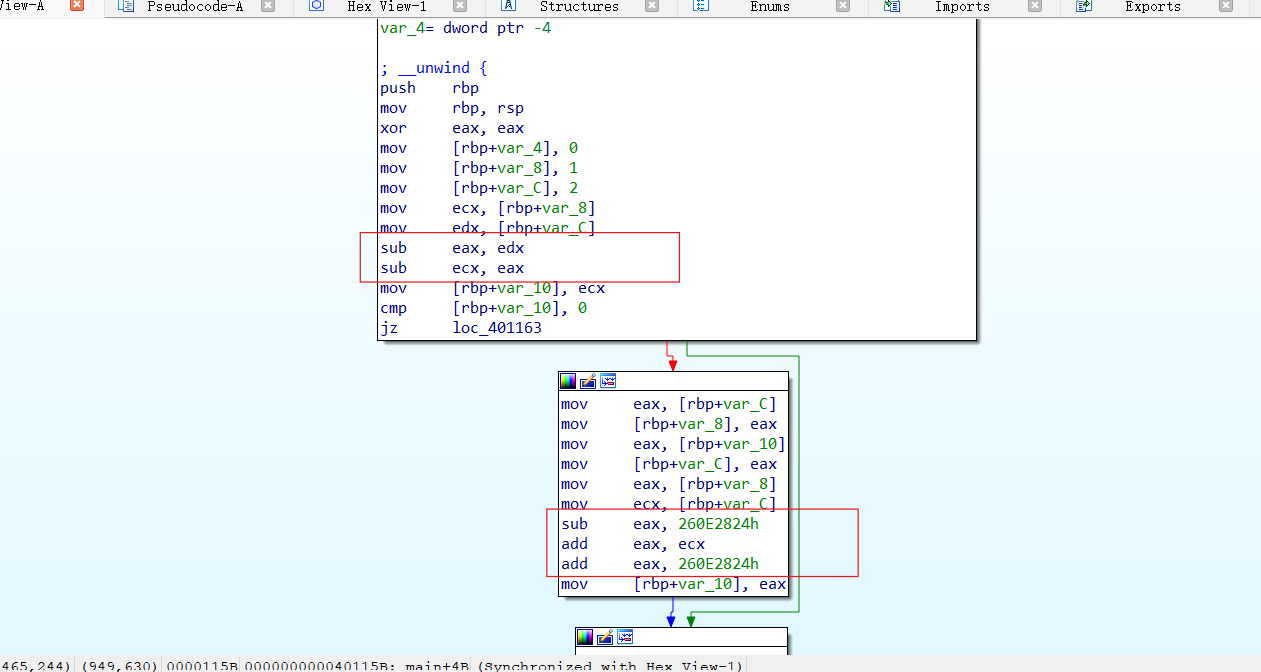 View-A Pseudocode-A Hex View-1 Structures Enums Imports Exports
var_4= dword ptr -4
; __unwind {
push rbp
mov rbp, rsp
xor eax, eax
mov [rbp+var_4], 0
mov [rbp+var_8], 1
mov [rbp+var_C], 2
mov ecx, [rbp+var_8]
mov edx, [rbp+var_C]
sub eax, edx
sub ecx, eax
mov [rbp+var_10], ecx
cmp [rbp+var_10], 0
jz loc_401163
mov eax, [rbp+var_C]
mov [rbp+var_8], eax
mov eax, [rbp+var_10]
mov [rbp+var_C], eax
mov eax, [rbp+var_8]
mov ecx, [rbp+var_C]
sub eax, 260E2824h
add eax, ecx
add eax, 260E2824h
mov [rbp+var_10], eax
465,244) (949,630) 0000115B 000000000040115B: main+4B (Synchronized with Hex View-1)